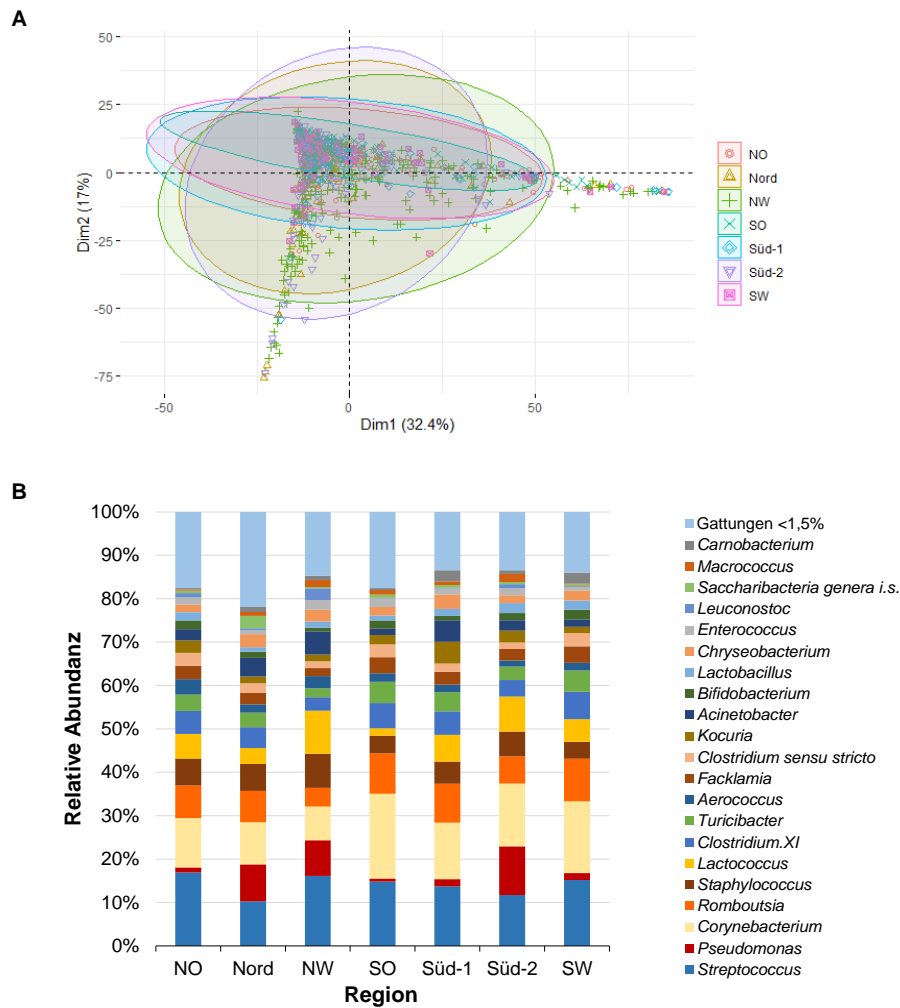 A
50
25
0
-25
-50
-75
Dim2 (17%)
-50
0
50
Dim1 (32.4%)
NO
Nord
NW
SO
Süd-1
Süd-2
SW
B
100%
90%
80%
70%
60%
50%
40%
30%
20%
10%
0%
Relative Abundanz
NO
Nord
NW
SO
Süd-1
Süd-2
SW
Region
Gattungen <1,5%
Carnobacterium
Macrococcus
Saccharibacteria genera i.s.
Leuconostoc
Enterococcus
Chryseobacterium
Lactobacillus
Bifidobacterium
Acinetobacter
Kocuria
Clostridium sensu stricto
Facklamia
Aerococcus
Turicibacter
Clostridium.XI
Lactococcus
Staphylococcus
Romboutsia
Corynebacterium
Pseudomonas
Streptococcus